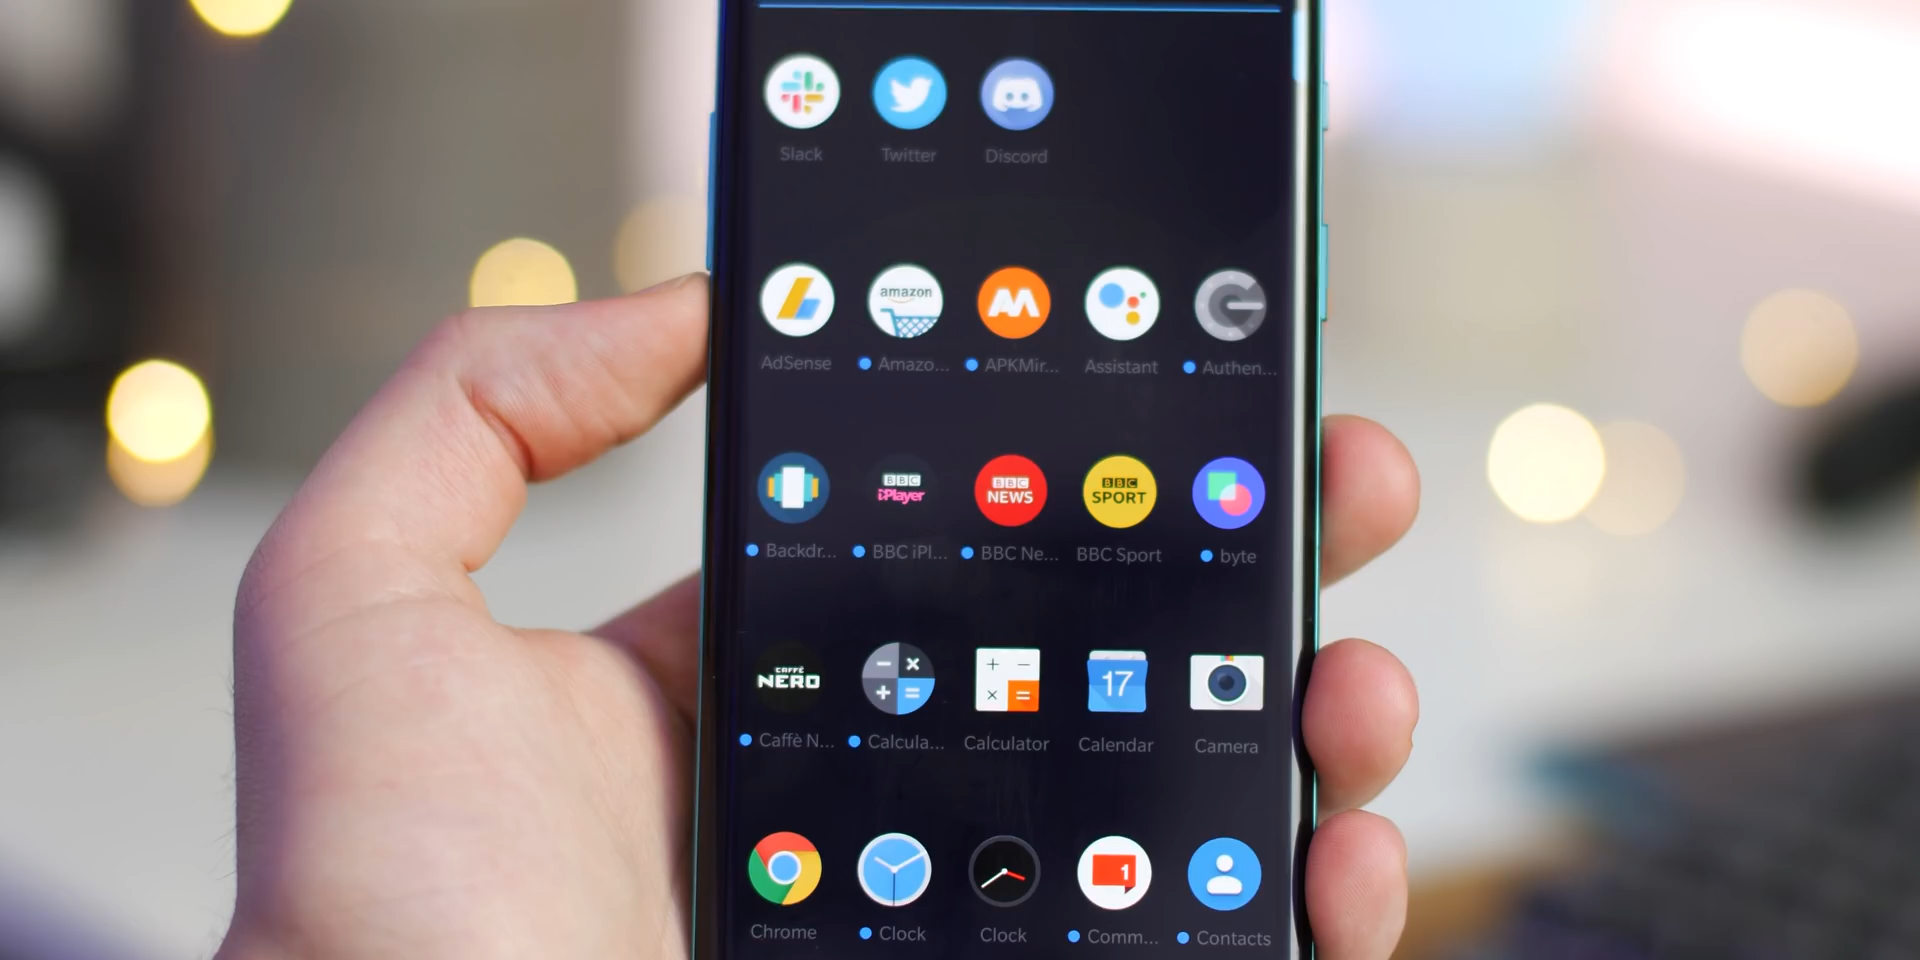 Slack Twitter Discord
amazon
AdSense Amazo... APKMir... Assistant Authen...
BBC BBC BBC
iPlayer NEWS SPORT
Backdr... BBC iPl... BBC Ne... BBC Sport byte
CAFFÈ
NERO 17
Caffè N... Calcula... Calculator Calendar Camera
1
Chrome Clock Clock Comm... Contacts